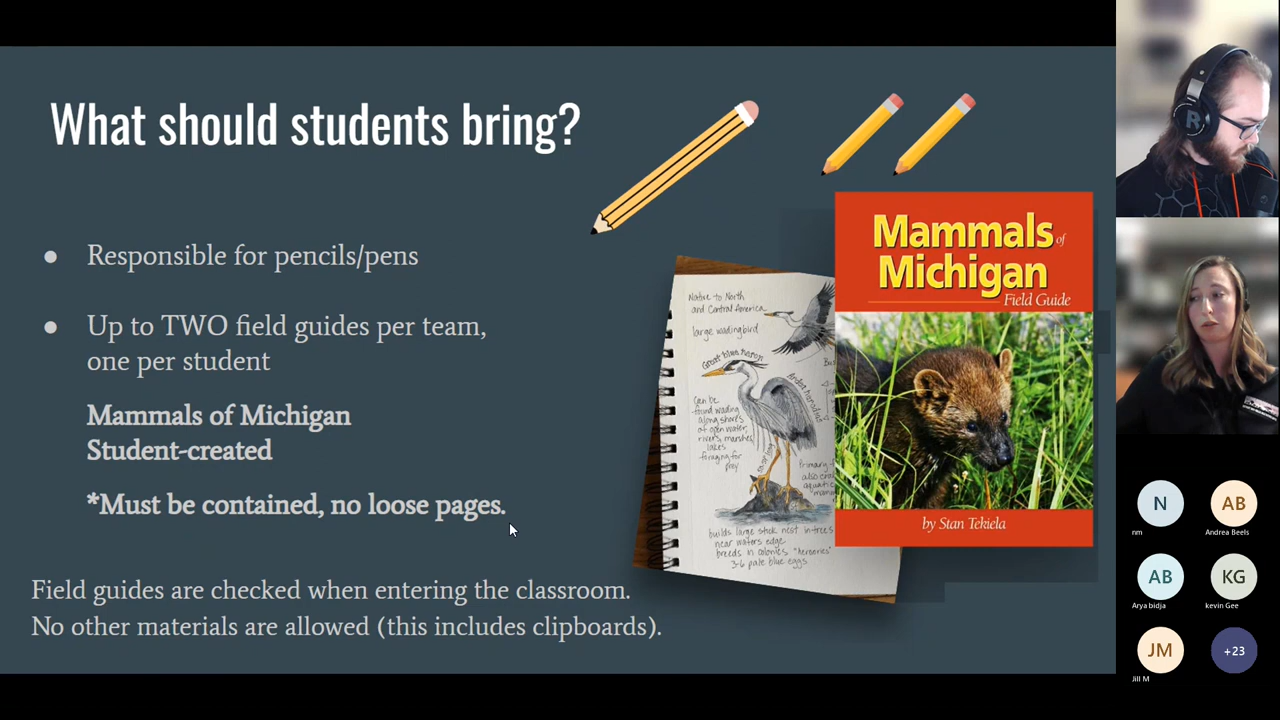 What should students bring?
● Responsible for pencils/pens
● Up to TWO field guides per team,
one per student
Mammals of Michigan
Student-created
*Must be contained, no loose pages.
Field guides are checked when entering the classroom.
No other materials are allowed (this includes clipboards).
Native to North
and Central America
large wading bird
Great blue heron
Can be
found wading
along shores
of open water,
rivers, marshes,
lakes
foraging for
prey
builds large stick nest in trees
near waters edge
breeds in colonies "heronries"
3-6 pale blue eggs
Mammals of
Michigan
Field Guide
by Stan Tekiela
R
N
nm
AB
Andrea Beels
AB
Arya bidja
KG
kevin Gee
JM
Jill M
+23